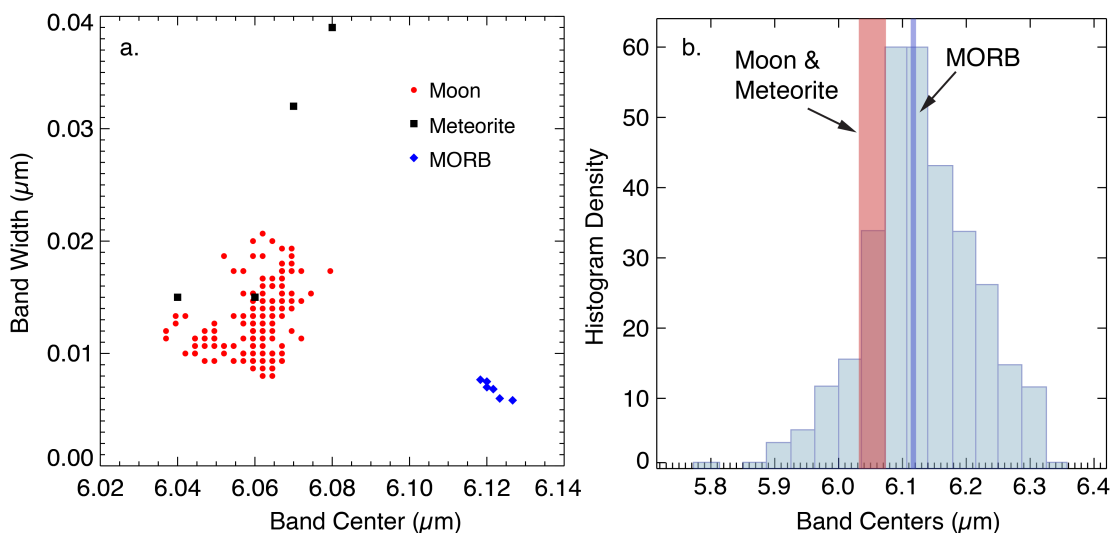 a.
Moon
Meteorite
MORB
0.04
0.03
0.02
0.01
0.00
Band Width (µm)
6.02 6.04 6.06 6.08 6.10 6.12 6.14
Band Center (µm)
b.
Moon &
Meteorite
MORB
60
50
60
40
30
20
10
0
Histogram Density
5.8 5.9 6.0 6.1 6.2 6.3 6.4
Band Centers (µm)